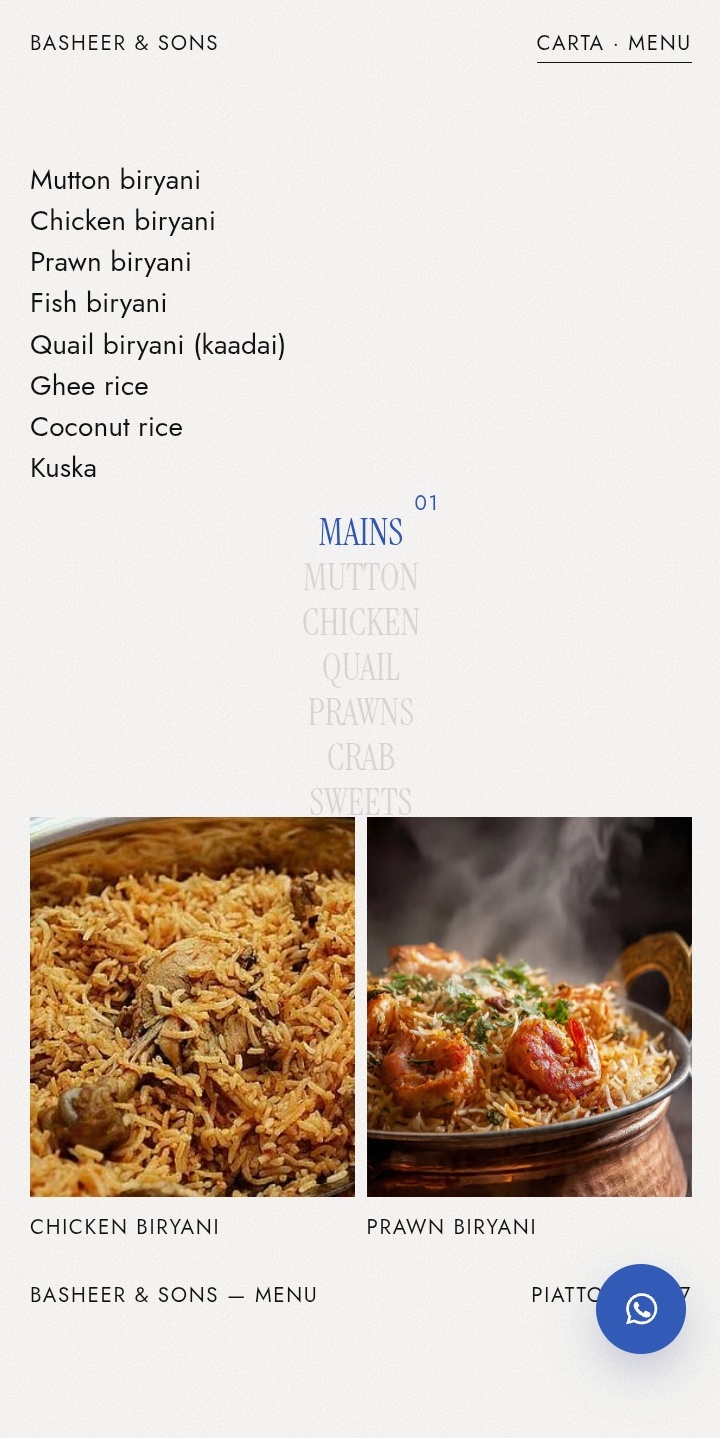 BASHEER & SONS
CARTA · MENU
Mutton biryani
Chicken biryani
Prawn biryani
Fish biryani
Quail biryani (kaadai)
Ghee rice
Coconut rice
Kuska
01
MAINS
MUTTON
CHICKEN
QUAIL
PRAWNS
CRAB
SWEETS
CHICKEN BIRYANI
PRAWN BIRYANI
BASHEER & SONS — MENU
7